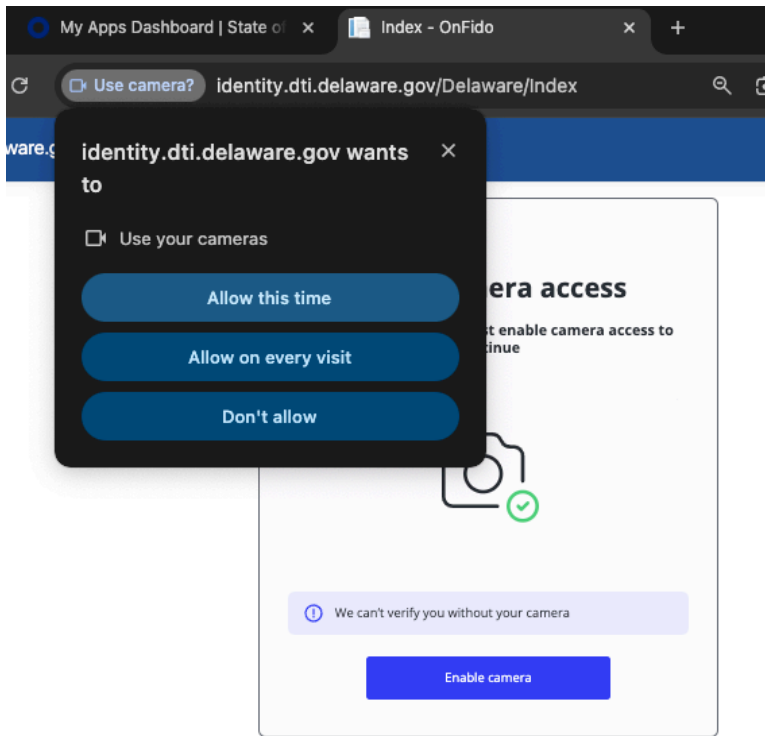 My Apps Dashboard | State of
Index - OnFido
Use camera?
identity.dti.delaware.gov/Delaware/Index
ware.g
identity.dti.delaware.gov wants
to
Use your cameras
Allow this time
Allow on every visit
Don't allow
era access
st enable camera access to
tinue
We can't verify you without your camera
Enable camera